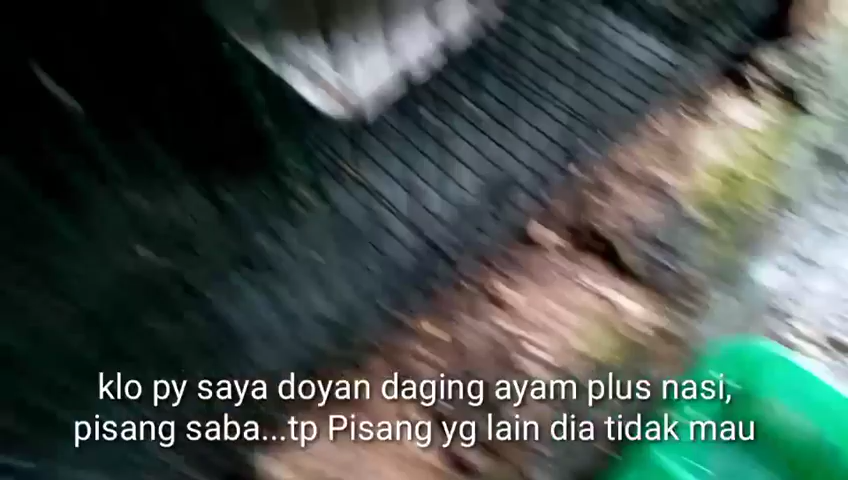 klo py saya doyan daging ayam plus nasi,
pisang saba...tp Pisang yg lain dia tidak mau